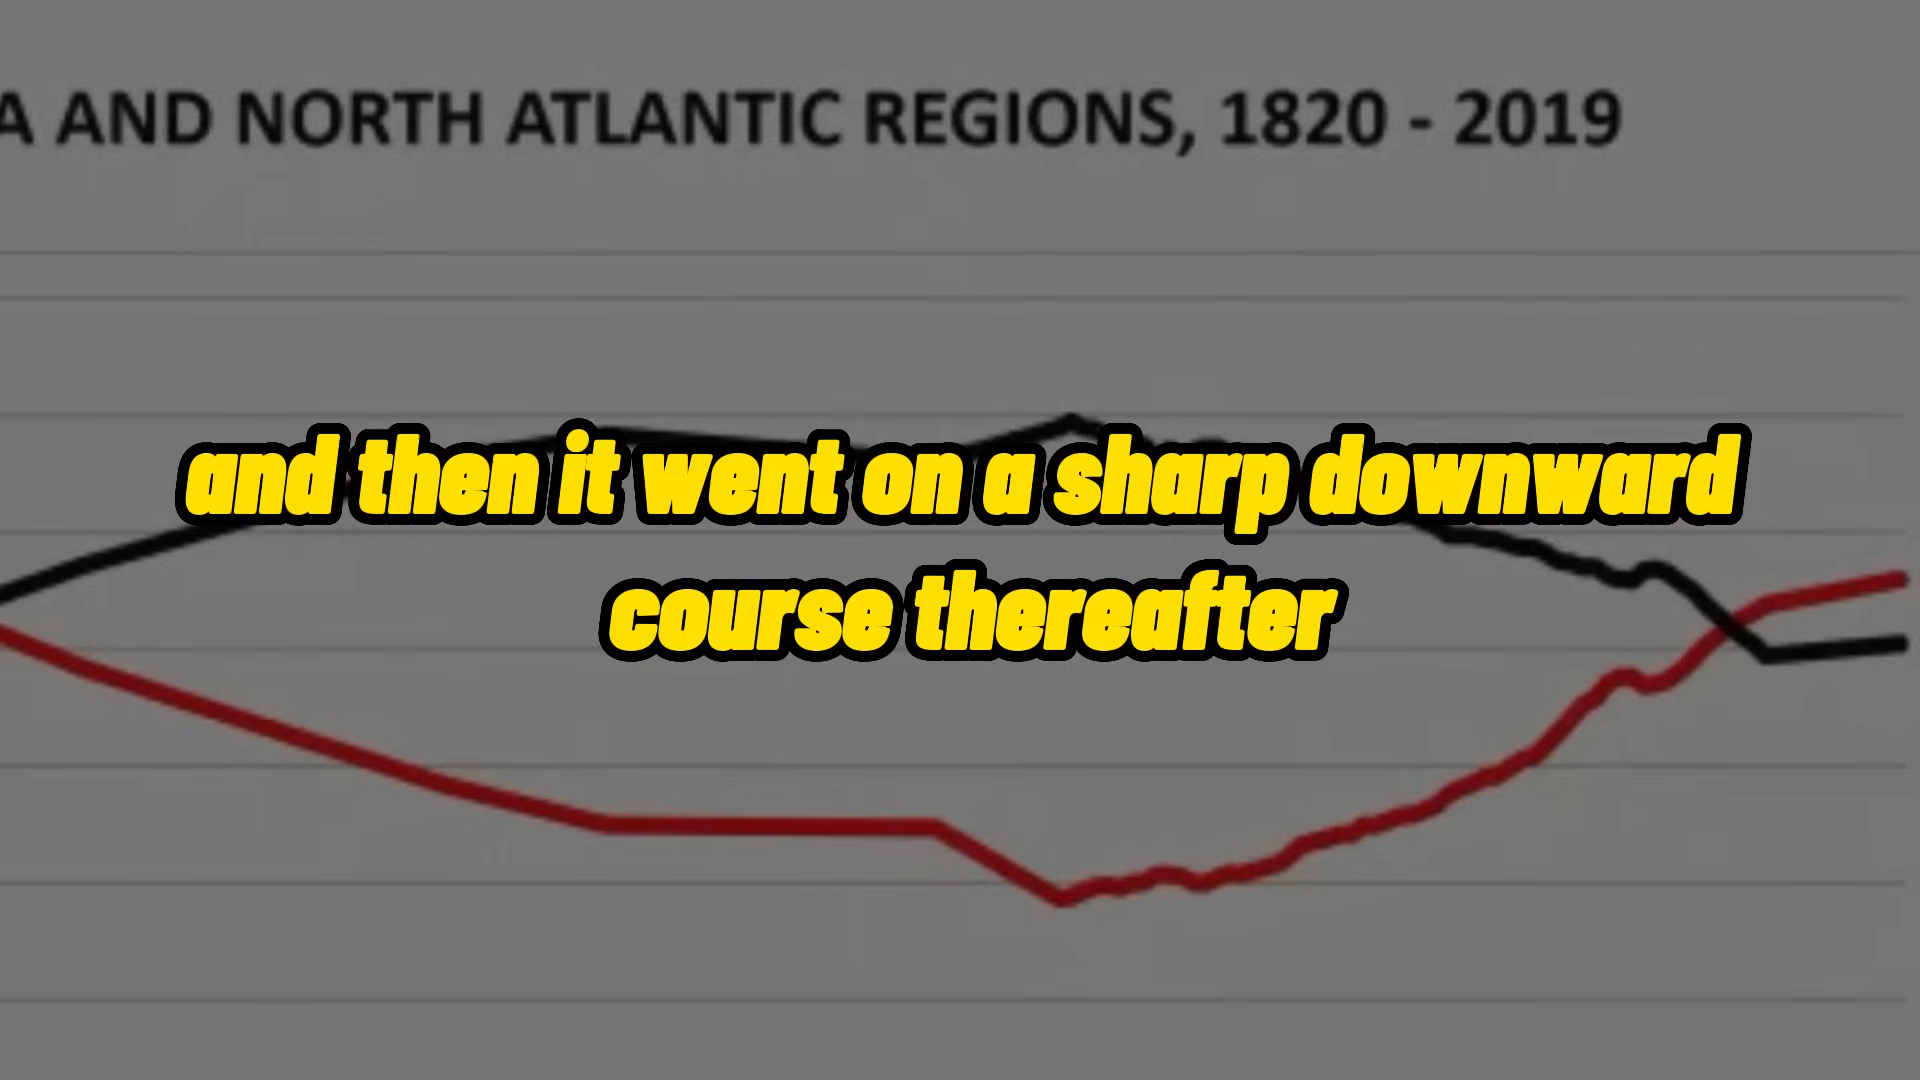 A AND NORTH ATLANTIC REGIONS, 1820 - 2019
and then it went on a sharp downward
course thereafter